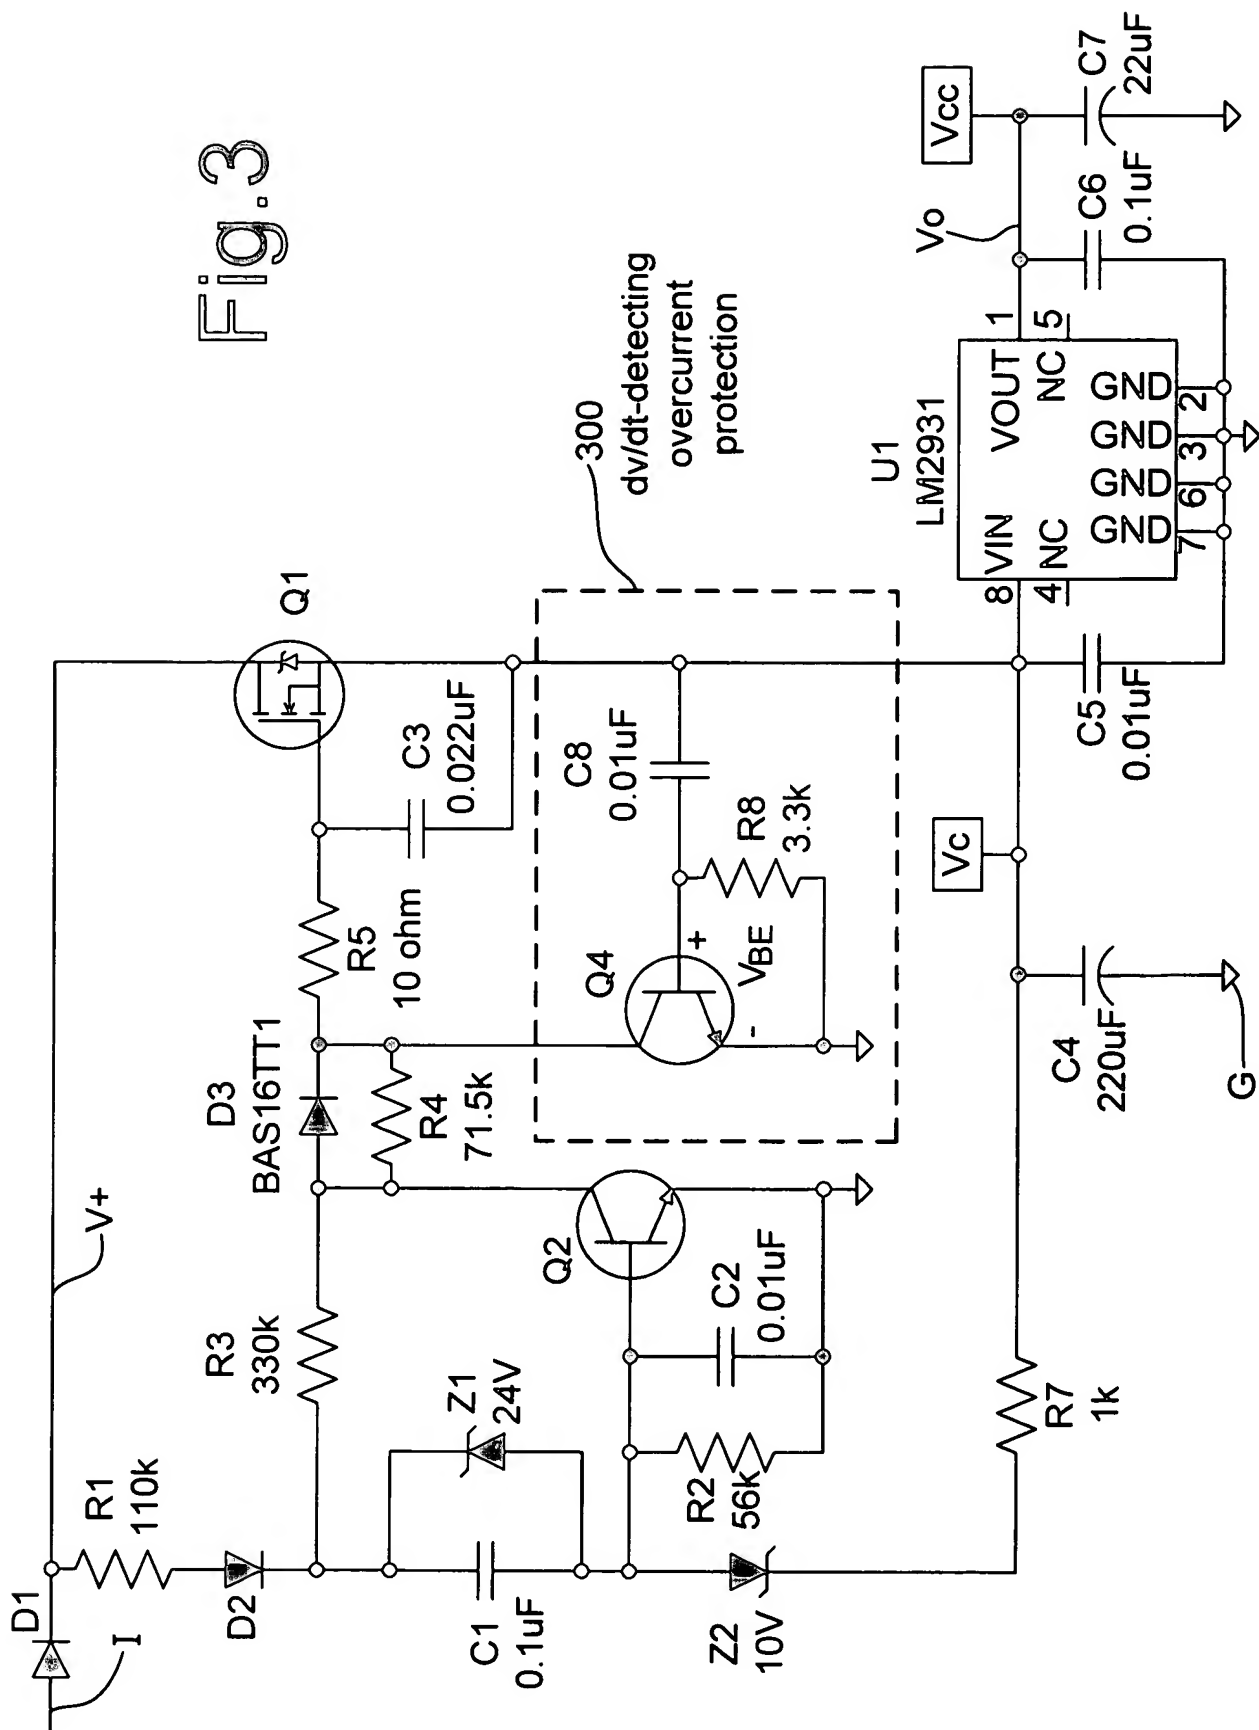 Fig.3
I
D1
V+
R1
110k
D2
R3
330k
D3
BAS16TT1
R5
10 ohm
Q1
C3
0.022uF
R4
71.5k
C1
0.1uF
Z1
24V
Q2
C2
0.01uF
R2
56k
Z2
10V
Q4
+
VBE
-
R8
3.3k
C8
0.01uF
300
dv/dt-detecting
overcurrent
protection
R7
1k
C4
220uF
G
Vc
C5
0.01uF
U1
LM2931
8
VIN
VOUT
1
4
NC
NC
5
GND
GND
GND
GND
7
6
3
2
Vo
Vcc
C6
0.1uF
C7
22uF